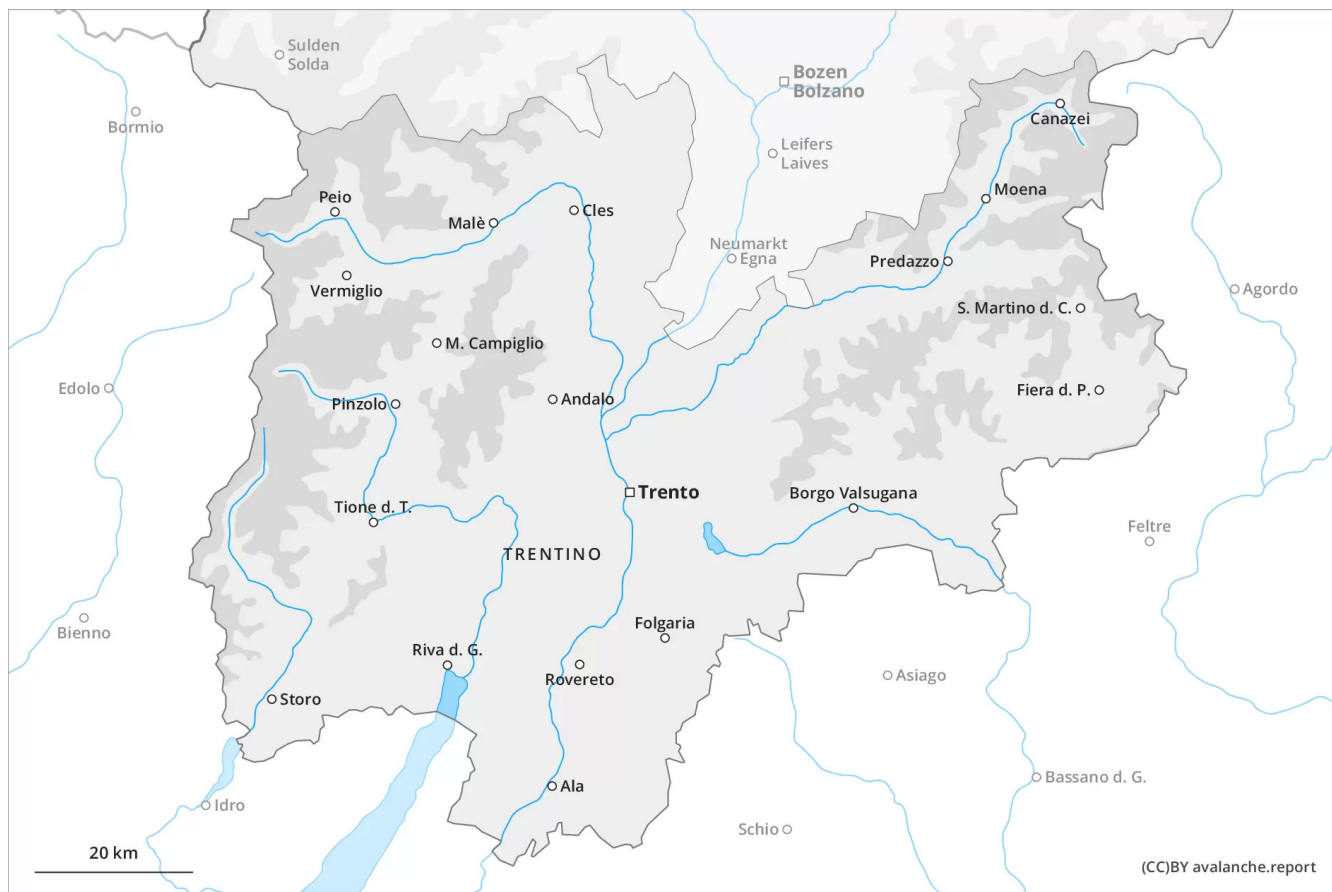 Sulden
Solda
Bozen
Bolzano
Bormio
Canazei
Leifers
Laives
Peio
Moena
Malè
Cles
Neumarkt
Egna
Predazzo
Vermiglio
Agordo
S. Martino d. C.
M. Campiglio
Edolo
Fiera d. P.
Pinzolo
Andalo
Trento
Borgo Valsugana
Tione d. T.
Feltre
TRENTINO
Bienno
Folgaria
Riva d. G.
Rovereto
Asiago
Storo
Bassano d. G.
Ala
Idro
Schio
20 km
(CC)BY avalanche.report